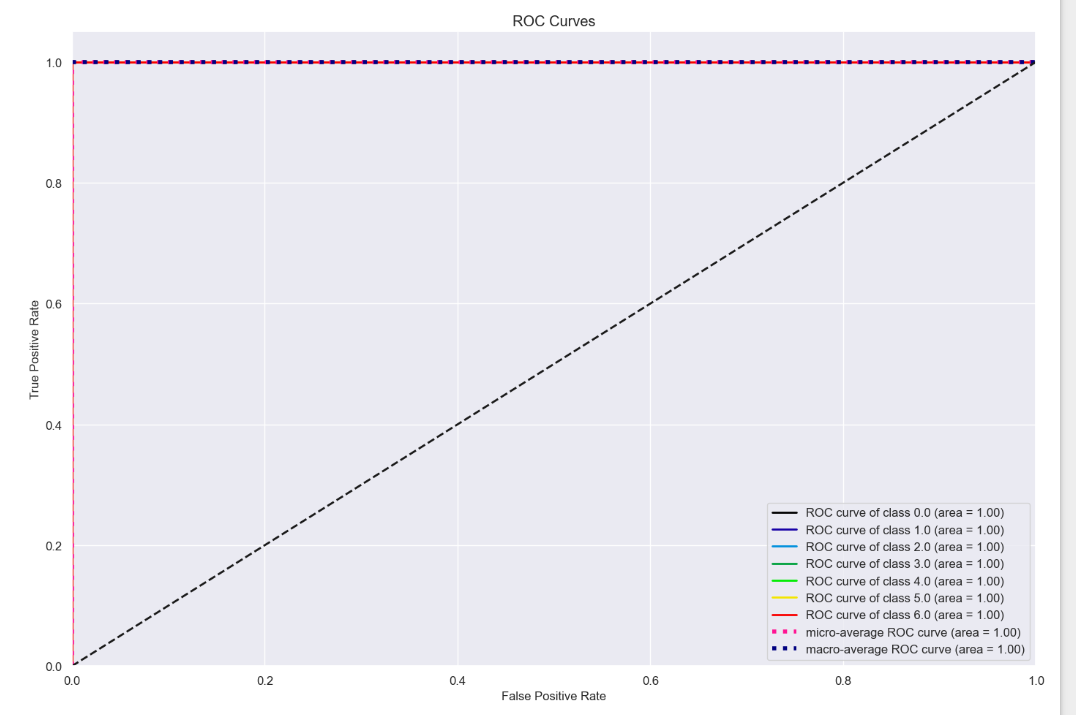 ROC Curves
1.0
0.8
0.6
0.4
0.2
0.0
True Positive Rate
0.0 0.2 0.4 0.6 0.8 1.0
False Positive Rate
ROC curve of class 0.0 (area = 1.00)
ROC curve of class 1.0 (area = 1.00)
ROC curve of class 2.0 (area = 1.00)
ROC curve of class 3.0 (area = 1.00)
ROC curve of class 4.0 (area = 1.00)
ROC curve of class 5.0 (area = 1.00)
ROC curve of class 6.0 (area = 1.00)
micro-average ROC curve (area = 1.00)
macro-average ROC curve (area = 1.00)